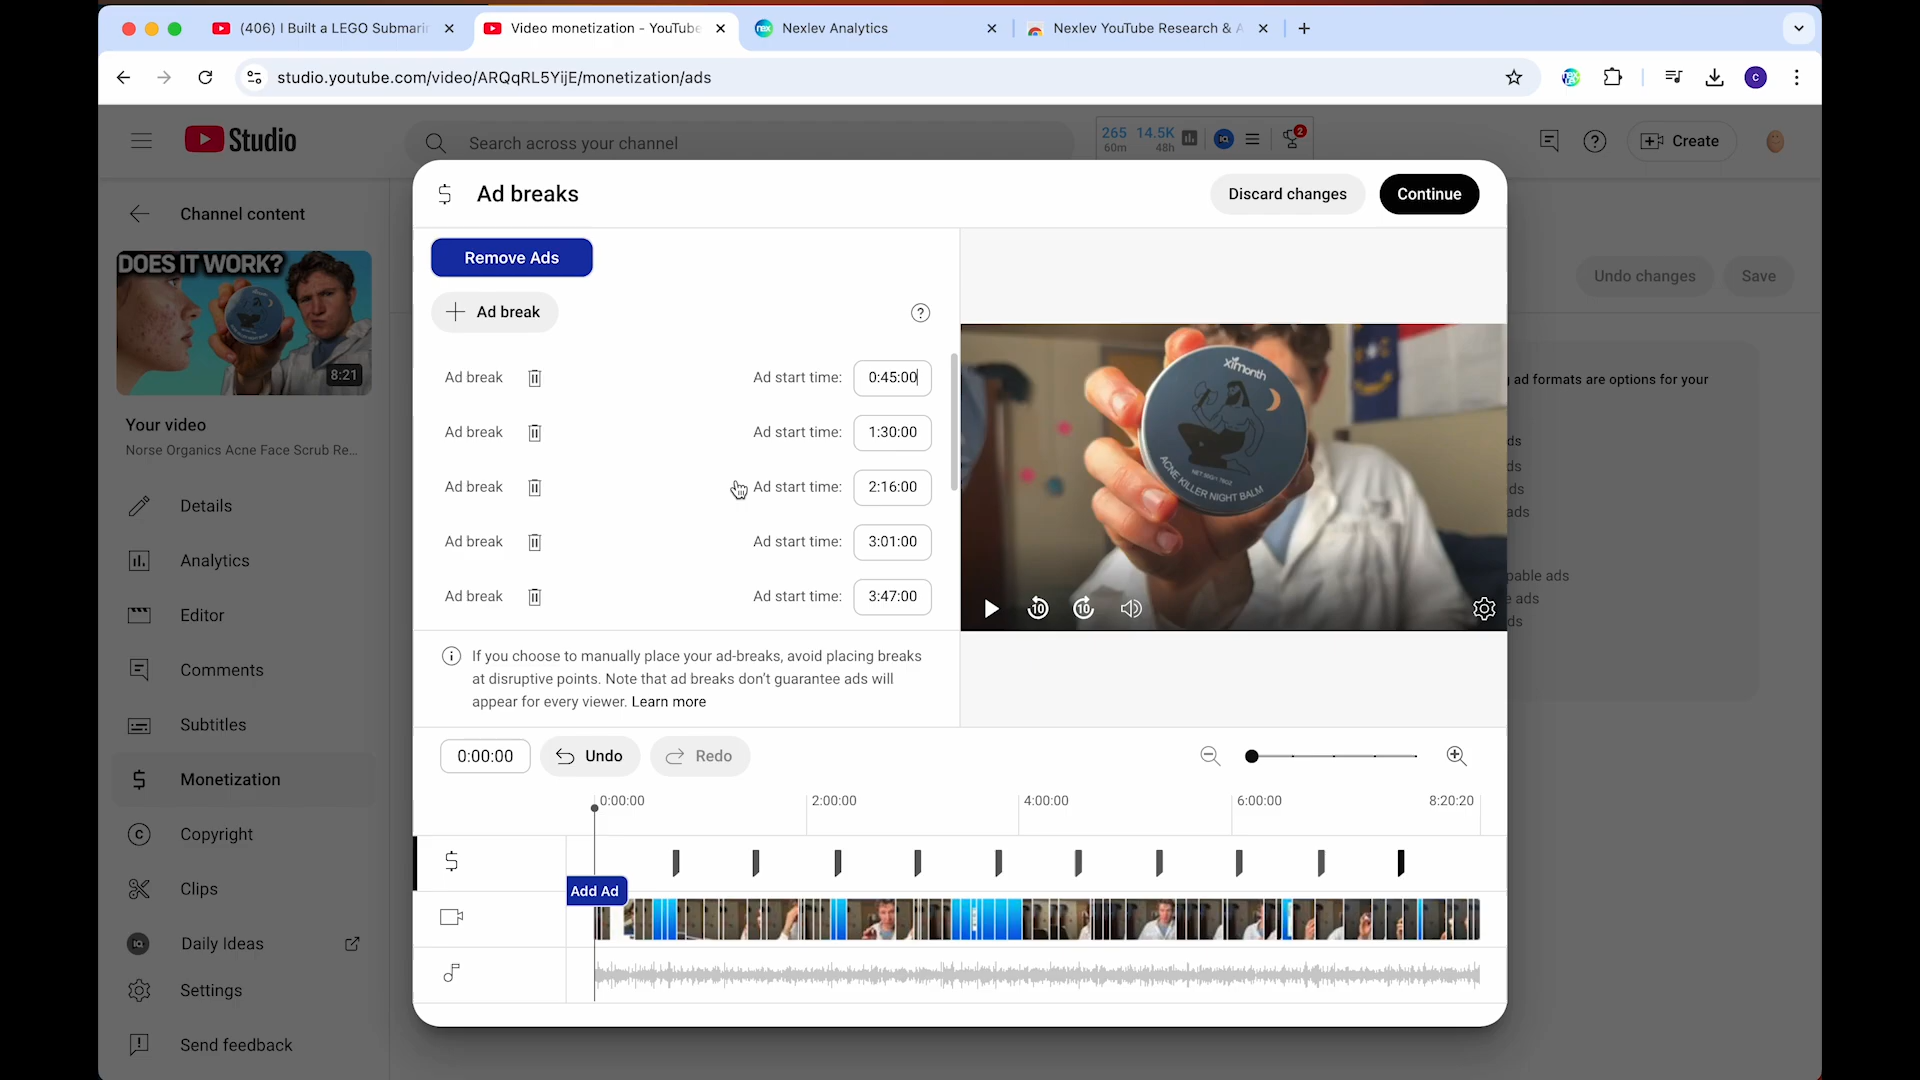 (406) I Built a LEGO Submarin
Video monetization - YouTube
Nexlev Analytics
Nexlev YouTube Research & A
studio.youtube.com/video/ARQqRL5YijE/monetization/ads
C
Studio
Search across your channel
265 14.5K
60m 48h
2
Create
Channel content
DOES IT WORK?
8:21
Your video
Norse Organics Acne Face Scrub Re...
Details
Analytics
Editor
Comments
Subtitles
Monetization
Copyright
Clips
Daily Ideas
Settings
Send feedback
Ad breaks
Discard changes
Continue
Remove Ads
Ad break
Ad break Ad start time: 0:45:00
Ad break Ad start time: 1:30:00
Ad break Ad start time: 2:16:00
Ad break Ad start time: 3:01:00
Ad break Ad start time: 3:47:00
If you choose to manually place your ad-breaks, avoid placing breaks
at disruptive points. Note that ad breaks don't guarantee ads will
appear for every viewer. Learn more
ximonth
ACNE KILLER NIGHT BALM
10 10
Undo changes
Save
g ad formats are options for your
ds
ds
ds
ads
pable ads
e ads
ds
0:00:00
Undo
Redo
0:00:00 2:00:00 4:00:00 6:00:00 8:20:20
Add Ad